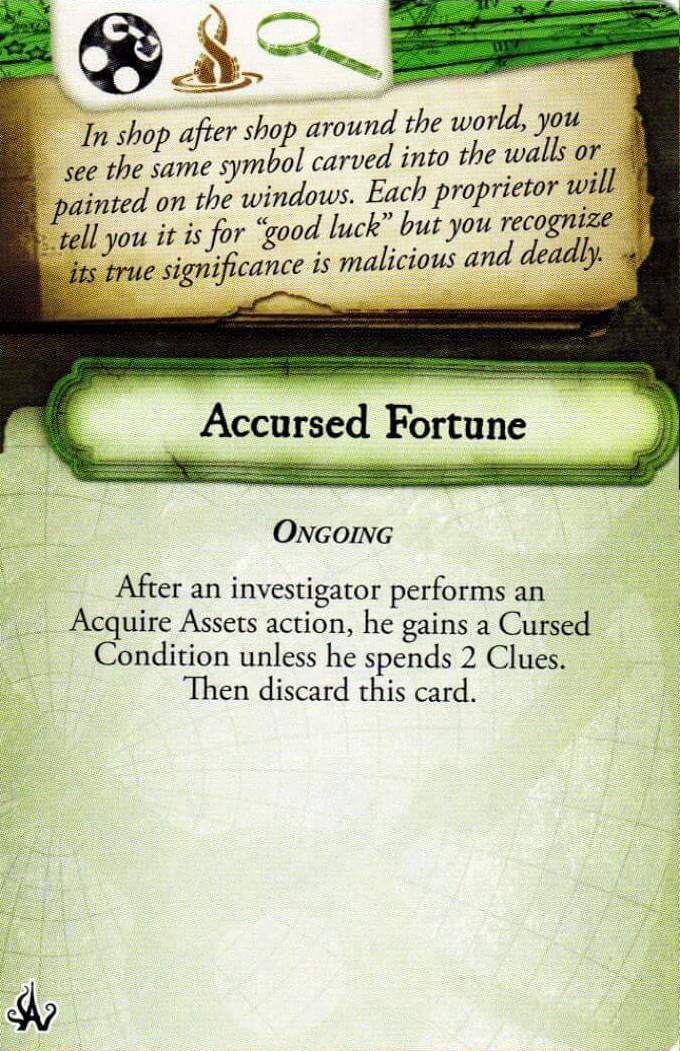 In shop after shop around the world, you
see the same symbol carved into the walls or
painted on the windows. Each proprietor will
tell you it is for “good luck” but you recognize
its true significance is malicious and deadly.
Accursed Fortune
Ongoing
After an investigator performs an
Acquire Assets action, he gains a Cursed
Condition unless he spends 2 Clues.
Then discard this card.